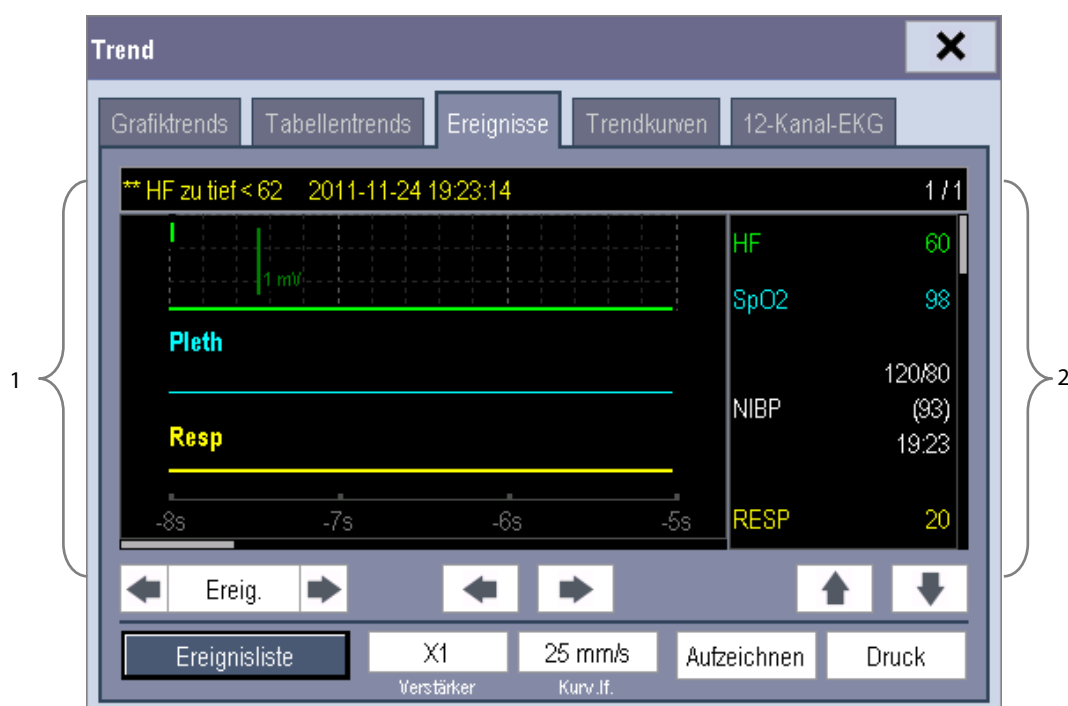 Trend
Grafiktrends Tabellentrends Ereignisse Trendkurven 12-Kanal-EKG
** HF zu tief < 62 2011-11-24 19:23:14 1 / 1
I
1 mV
HF 60
SpO2 98
Pleth
120/80
NIBP (93)
19:23
Resp
-8s -7s -6s -5s
RESP 20
1
2
Ereig.
Ereignisliste X1 25 mm/s Aufzeichnen Druck
Verstärker Kurv.lf.